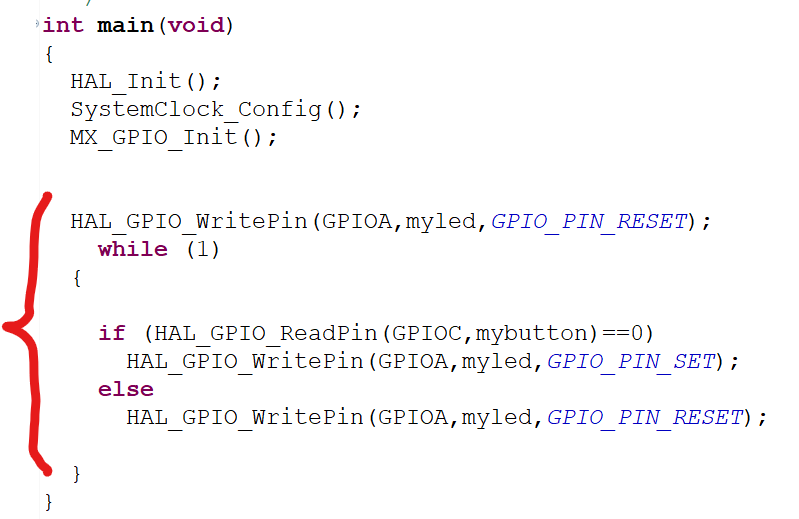 int main(void)
{
HAL_Init();
SystemClock_Config();
MX_GPIO_Init();
HAL_GPIO_WritePin(GPIOA,myled,GPIO_PIN_RESET);
while (1)
{
if (HAL_GPIO_ReadPin(GPIOC,mybutton)==0)
HAL_GPIO_WritePin(GPIOA,myled,GPIO_PIN_SET);
else
HAL_GPIO_WritePin(GPIOA,myled,GPIO_PIN_RESET);
}
}